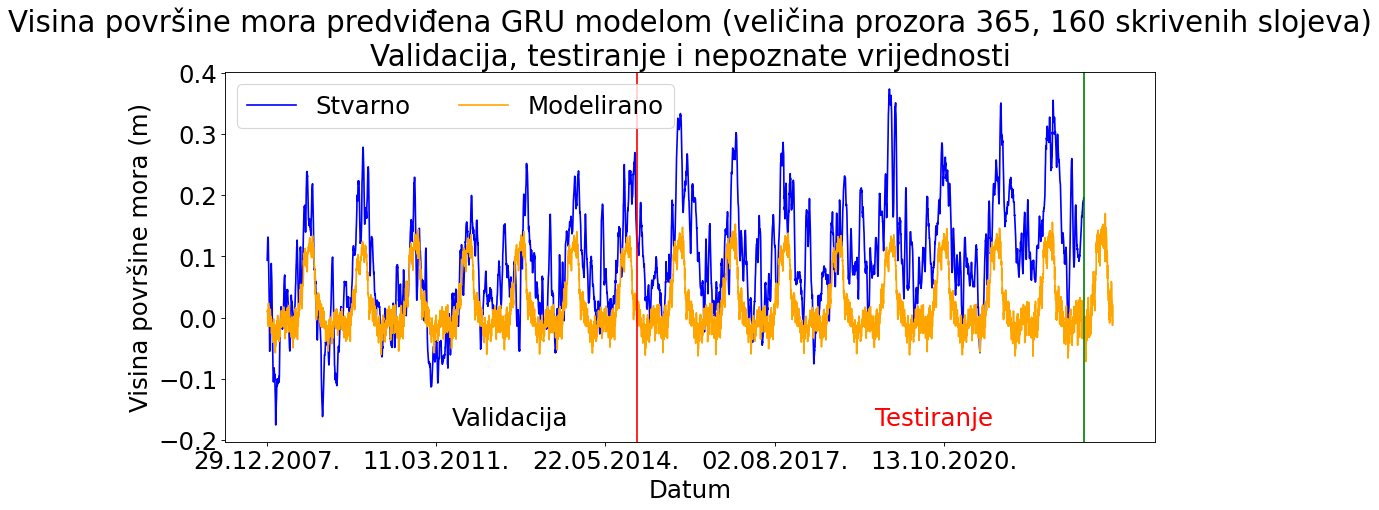 Visina površine mora predviđena GRU modelom (veličina prozora 365, 160 skrivenih slojeva)
Validacija, testiranje i nepoznate vrijednosti
Stvarno Modelirano
Visina površine mora (m)
0.4
0.3
0.2
0.1
0.0
−0.1
−0.2
Validacija Testiranje
29.12.2007. 11.03.2011. 22.05.2014. 02.08.2017. 13.10.2020.
Datum